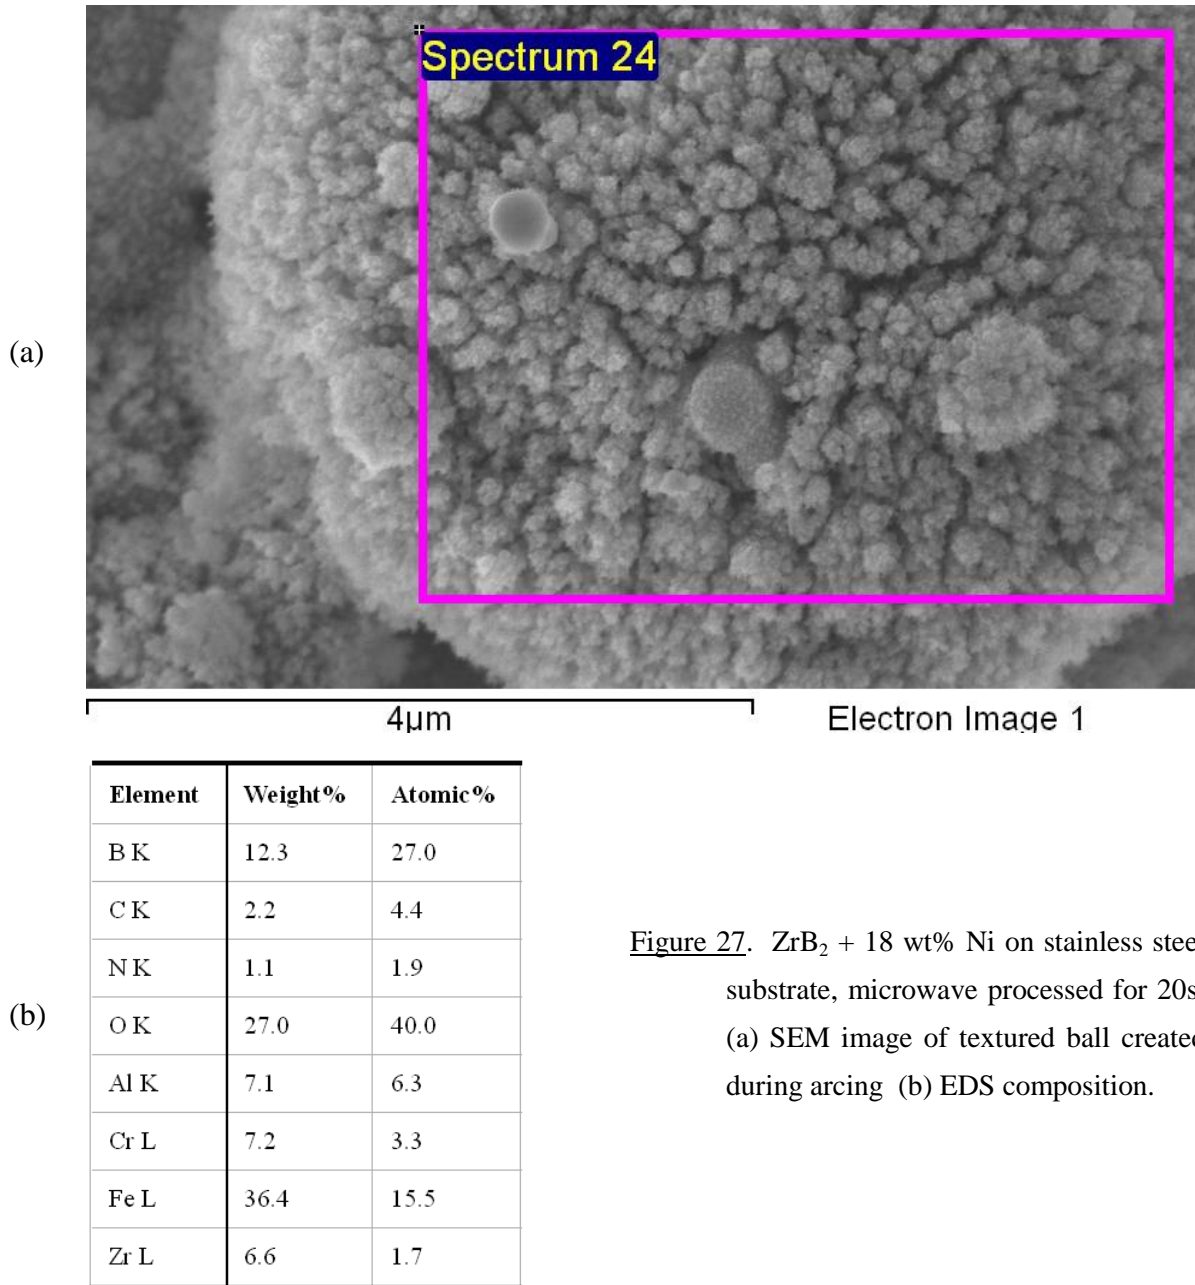 Spectrum 24
(a)
4µm
Electron Image 1
Element Weight% Atomic%
B K 12.3 27.0
C K 2.2 4.4
N K 1.1 1.9
(b)
O K 27.0 40.0
Al K 7.1 6.3
Cr L 7.2 3.3
Fe L 36.4 15.5
Zr L 6.6 1.7
Figure 27. ZrB₂ + 18 wt% Ni on stainless stee
substrate, microwave processed for 20s
(a) SEM image of textured ball created
during arcing (b) EDS composition.